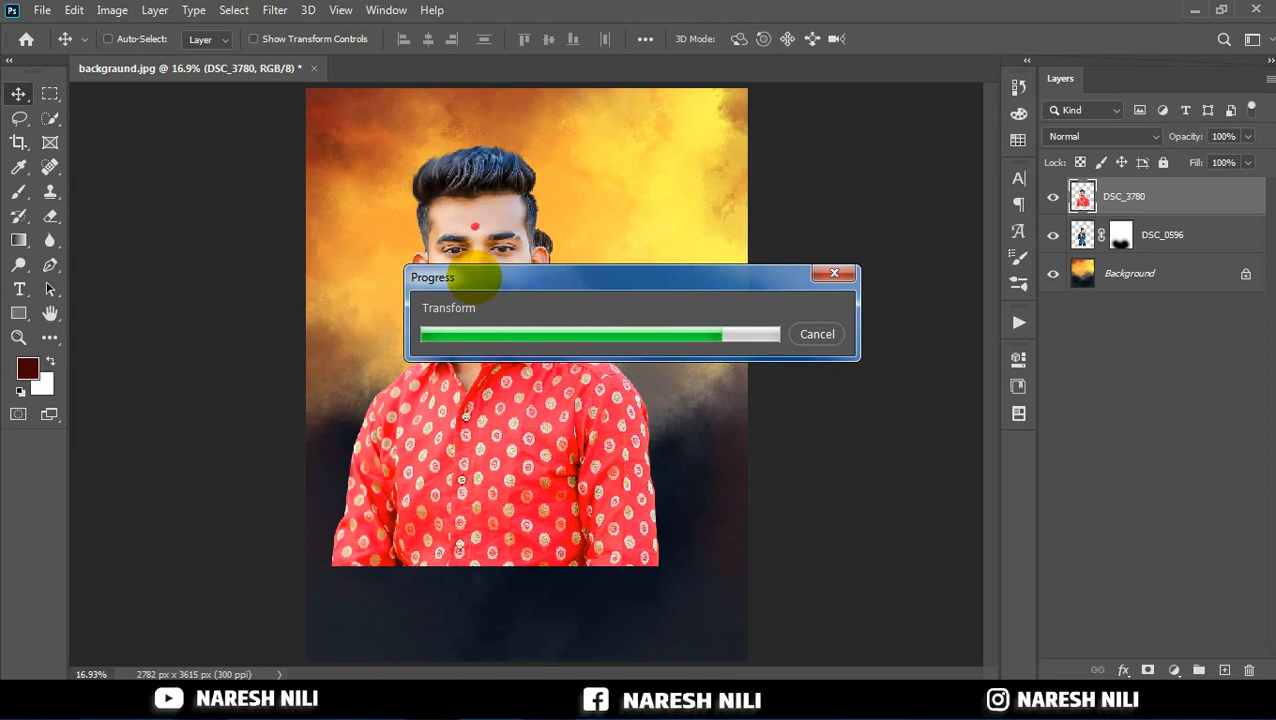 Ps File Edit Image Layer Type Select Filter 3D View Window Help
Auto-Select: Layer Show Transform Controls 3D Mode:
backgraund.jpg @ 16.9% (DSC_3780, RGB/8) *
Layers
Kind
Normal Opacity: 100%
Lock: Fill: 100%
DSC_3780
DSC_0596
Background
Progress
Transform
Cancel
16.93% 2782 px x 3615 px (300 ppi)
NARESH NILI NARESH NILI NARESH NILI